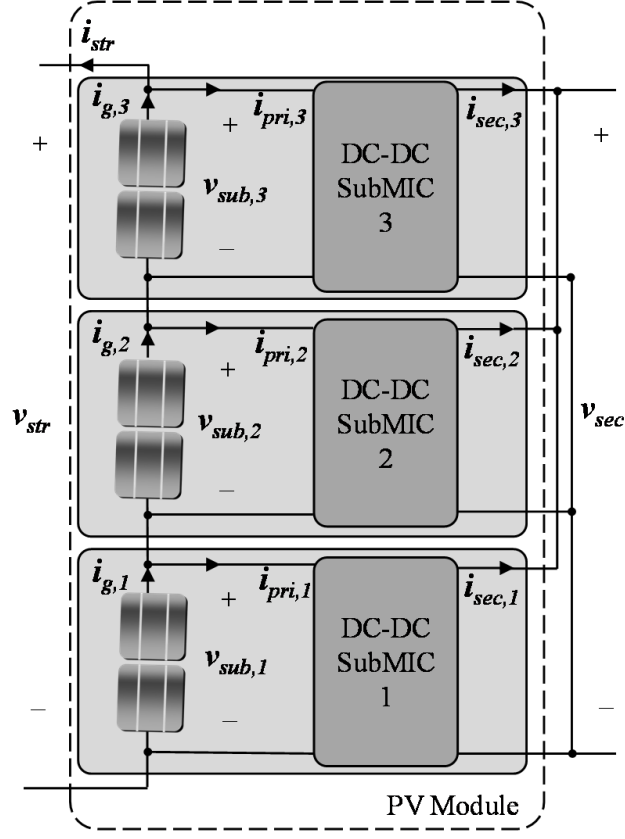 i_str
i_g,3
i_pri,3
i_sec,3
+
+
+
DC-DC
SubMIC
3
v_sub,3
–
i_g,2
i_pri,2
i_sec,2
+
DC-DC
SubMIC
2
v_str
v_sub,2
v_sec
–
i_g,1
i_pri,1
i_sec,1
+
DC-DC
SubMIC
1
v_sub,1
–
–
–
PV Module